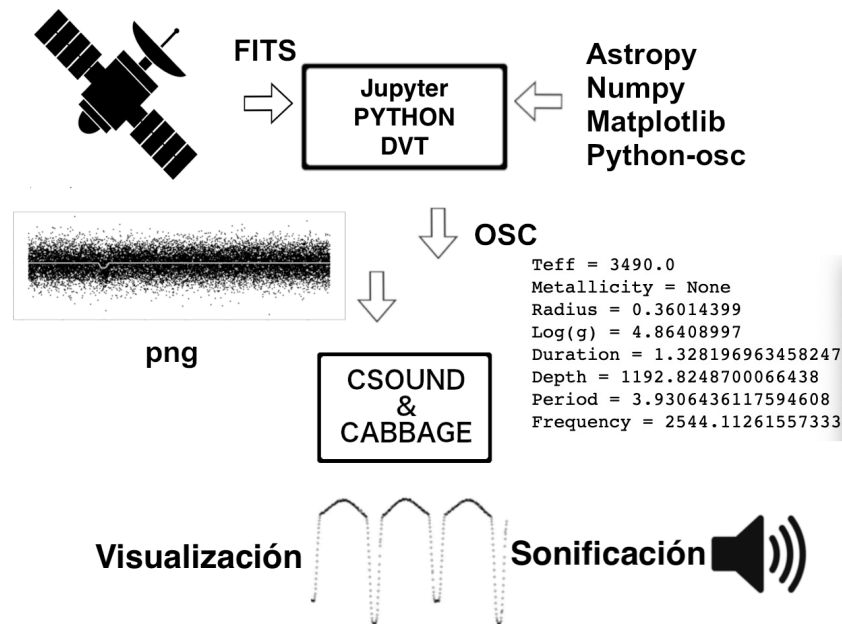 FITS
Jupyter
PYTHON
DVT
Astropy
Numpy
Matplotlib
Python-osc
OSC
Teff = 3490.0
Metallicity = None
Radius = 0.36014399
Log(g) = 4.86408997
Duration = 1.328196963458247
Depth = 1192.8248700066438
Period = 3.9306436117594608
Frequency = 2544.11261557333
png
CSOUND
&
CABBAGE
Visualización
Sonificación